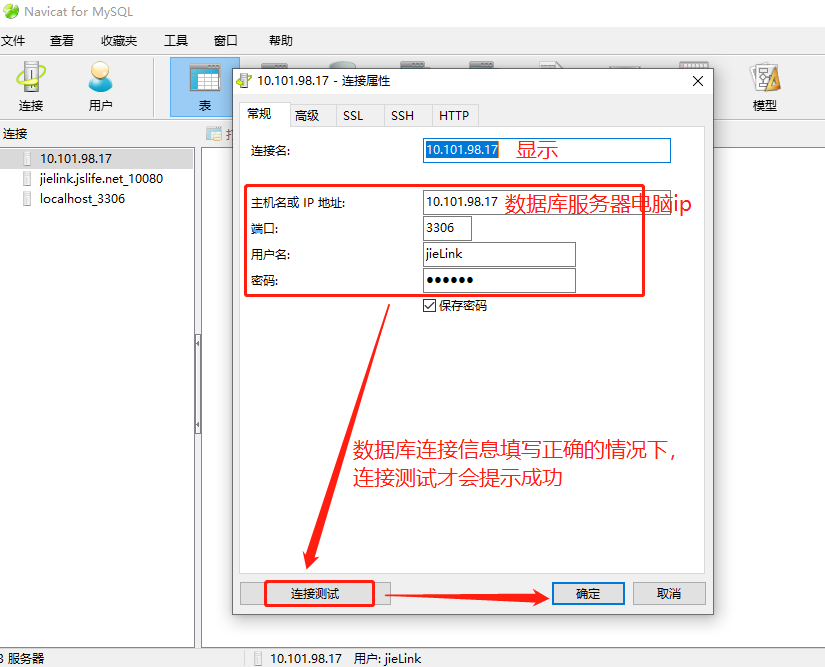 Navicat for MySQL
文件 查看 收藏夹 工具 窗口 帮助
连接 用户 表 模型
连接
10.101.98.17
jielink.jslife.net_10080
localhost_3306
10.101.98.17 - 连接属性
常规 高级 SSL SSH HTTP
连接名: 10.101.98.17 显示
主机名或 IP 地址: 10.101.98.17 数据库服务器电脑ip
端口: 3306
用户名: jieLink
密码: ●●●●●●
保存密码
数据库连接信息填写正确的情况下，
连接测试才会提示成功
连接测试 确定 取消
服务器 10.101.98.17 用户: jieLink